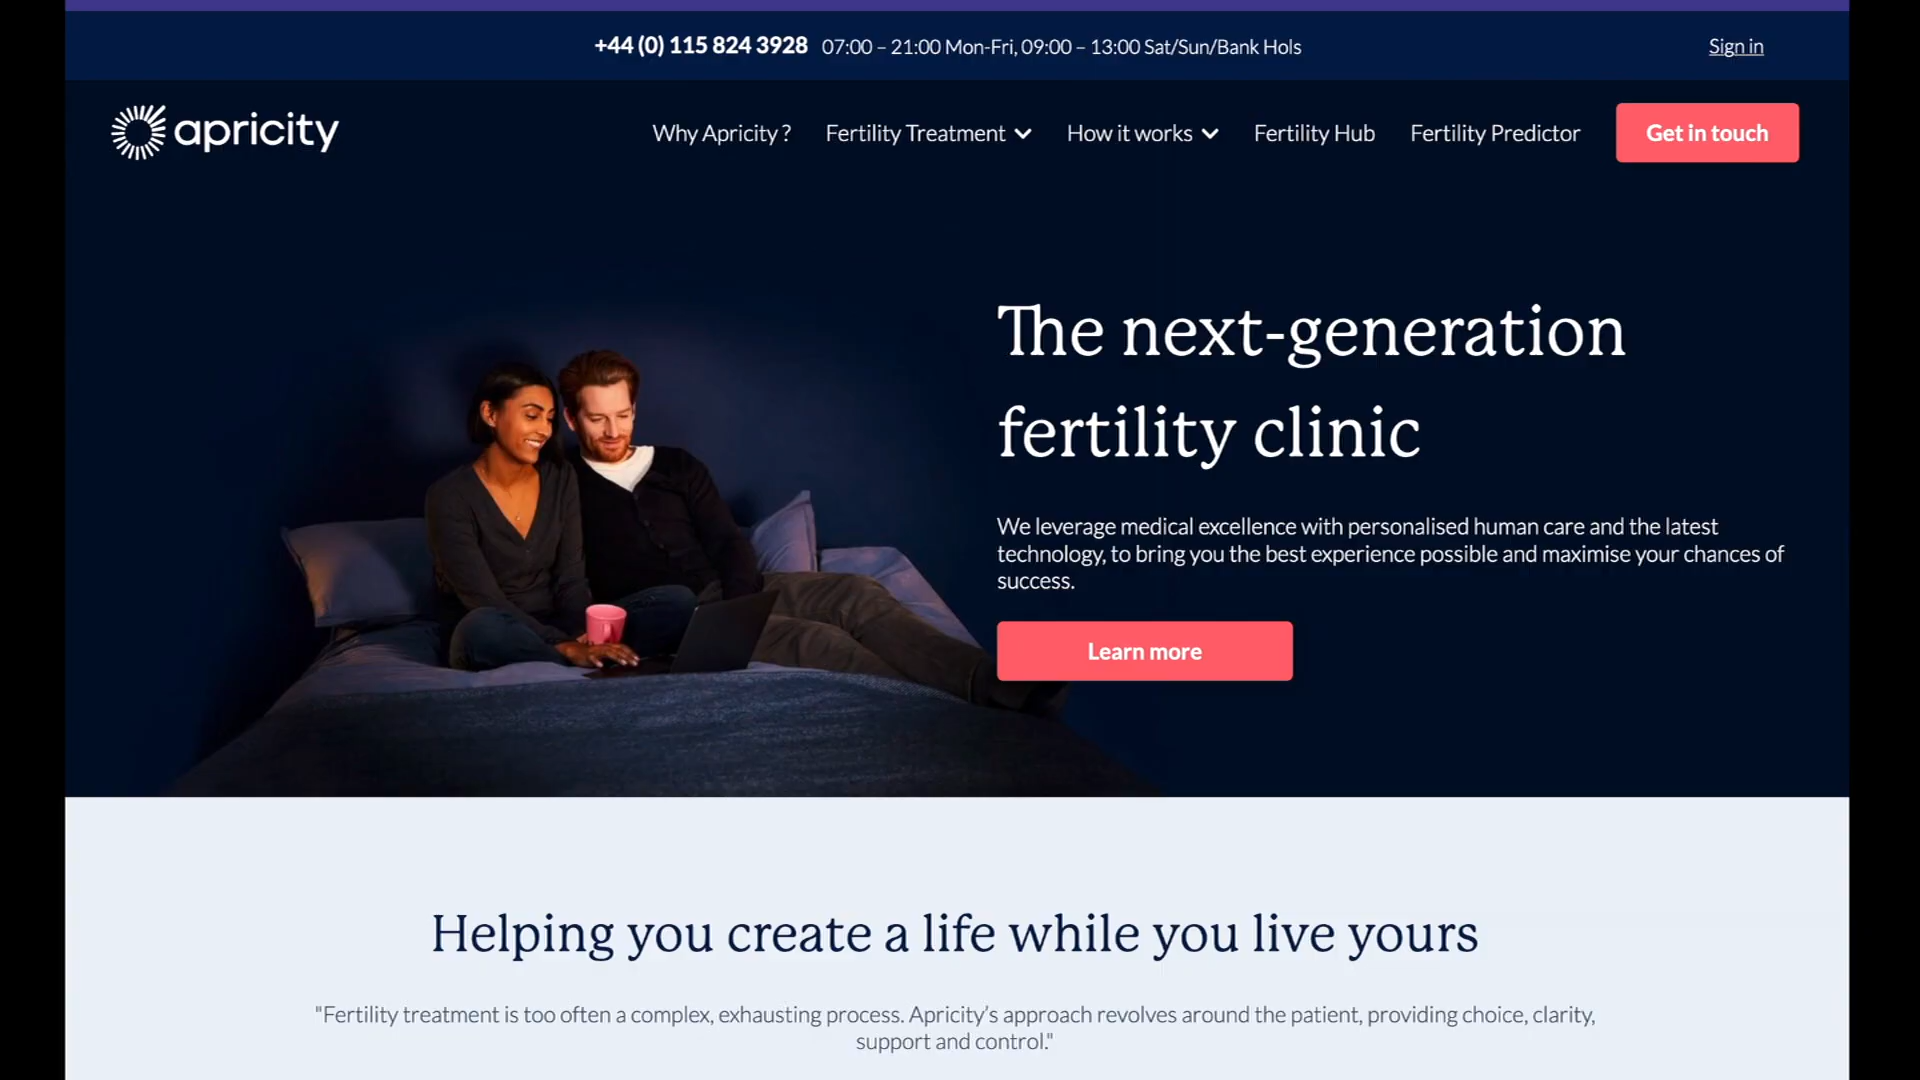 +44 (0) 115 824 3928 07:00 – 21:00 Mon-Fri, 09:00 – 13:00 Sat/Sun/Bank Hols
Sign in
apricity
Why Apricity ? Fertility Treatment How it works Fertility Hub Fertility Predictor Get in touch
The next-generation
fertility clinic
We leverage medical excellence with personalised human care and the latest
technology, to bring you the best experience possible and maximise your chances of
success.
Learn more
Helping you create a life while you live yours
"Fertility treatment is too often a complex, exhausting process. Apricity’s approach revolves around the patient, providing choice, clarity,
support and control."